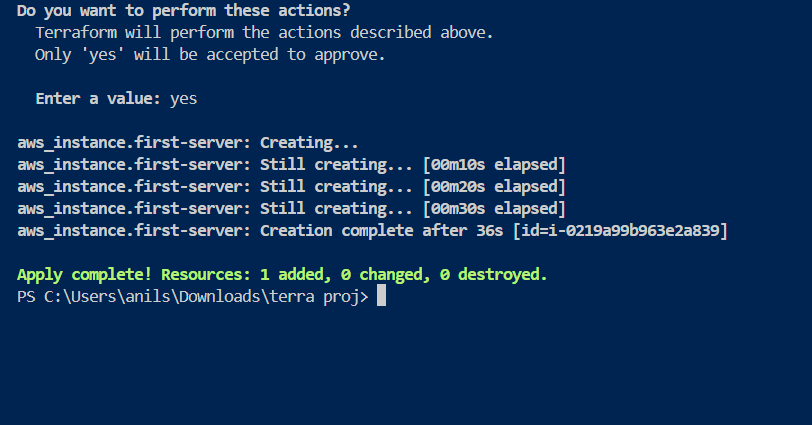 Do you want to perform these actions?
Terraform will perform the actions described above.
Only 'yes' will be accepted to approve.
Enter a value: yes
aws_instance.first-server: Creating...
aws_instance.first-server: Still creating... [00m10s elapsed]
aws_instance.first-server: Still creating... [00m20s elapsed]
aws_instance.first-server: Still creating... [00m30s elapsed]
aws_instance.first-server: Creation complete after 36s [id=i-0219a99b963e2a839]
Apply complete! Resources: 1 added, 0 changed, 0 destroyed.
PS C:\Users\anils\Downloads\terra proj>